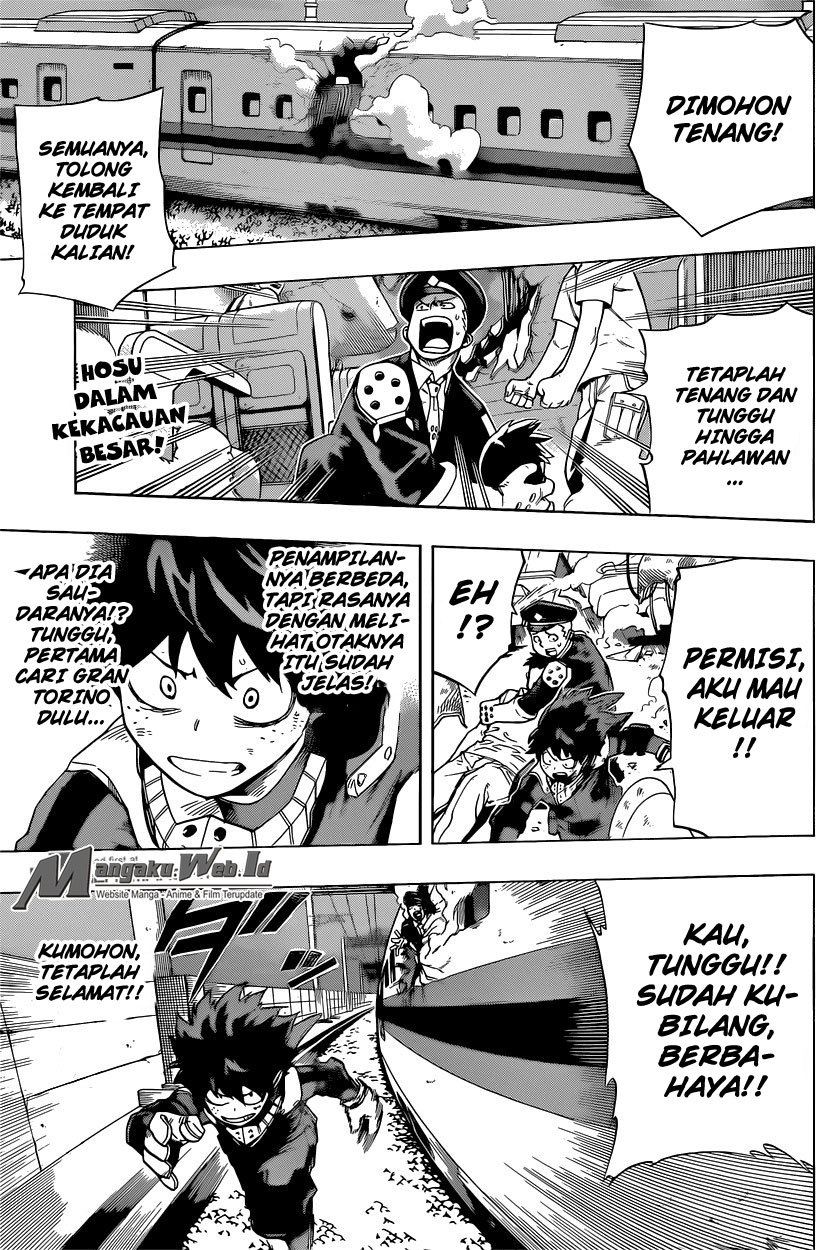 DIMOHON
TENANG!
SEMUANYA,
TOLONG
KEMBALI
KE TEMPAT
DUDUK
KALIAN!
TETAPLAH
TENANG DAN
TUNGGU
HINGGA
PAHLAWAN
...
HOSU
DALAM
KEKACAUAN
BESAR!
PERMISI,
AKU MAU
KELUAR
!!
EH
!?
PENAMPILAN-
NYA BERBEDA,
TAPI RASANYA
DENGAN MELI-
HAT OTAKNYA
ITU SUDAH
JELAS!
APA DIA
SAU-
DARANYA!?
TUNGGU,
PERTAMA
CARI GRAN
TORINO
DULU...
Mangaku.Web.Id
Website Manga - Anime & Film Terupdate
KAU,
TUNGGU!!
SUDAH KU-
BILANG,
BERBA-
HAYA!!
KUMOHON,
TETAPLAH
SELAMAT!!